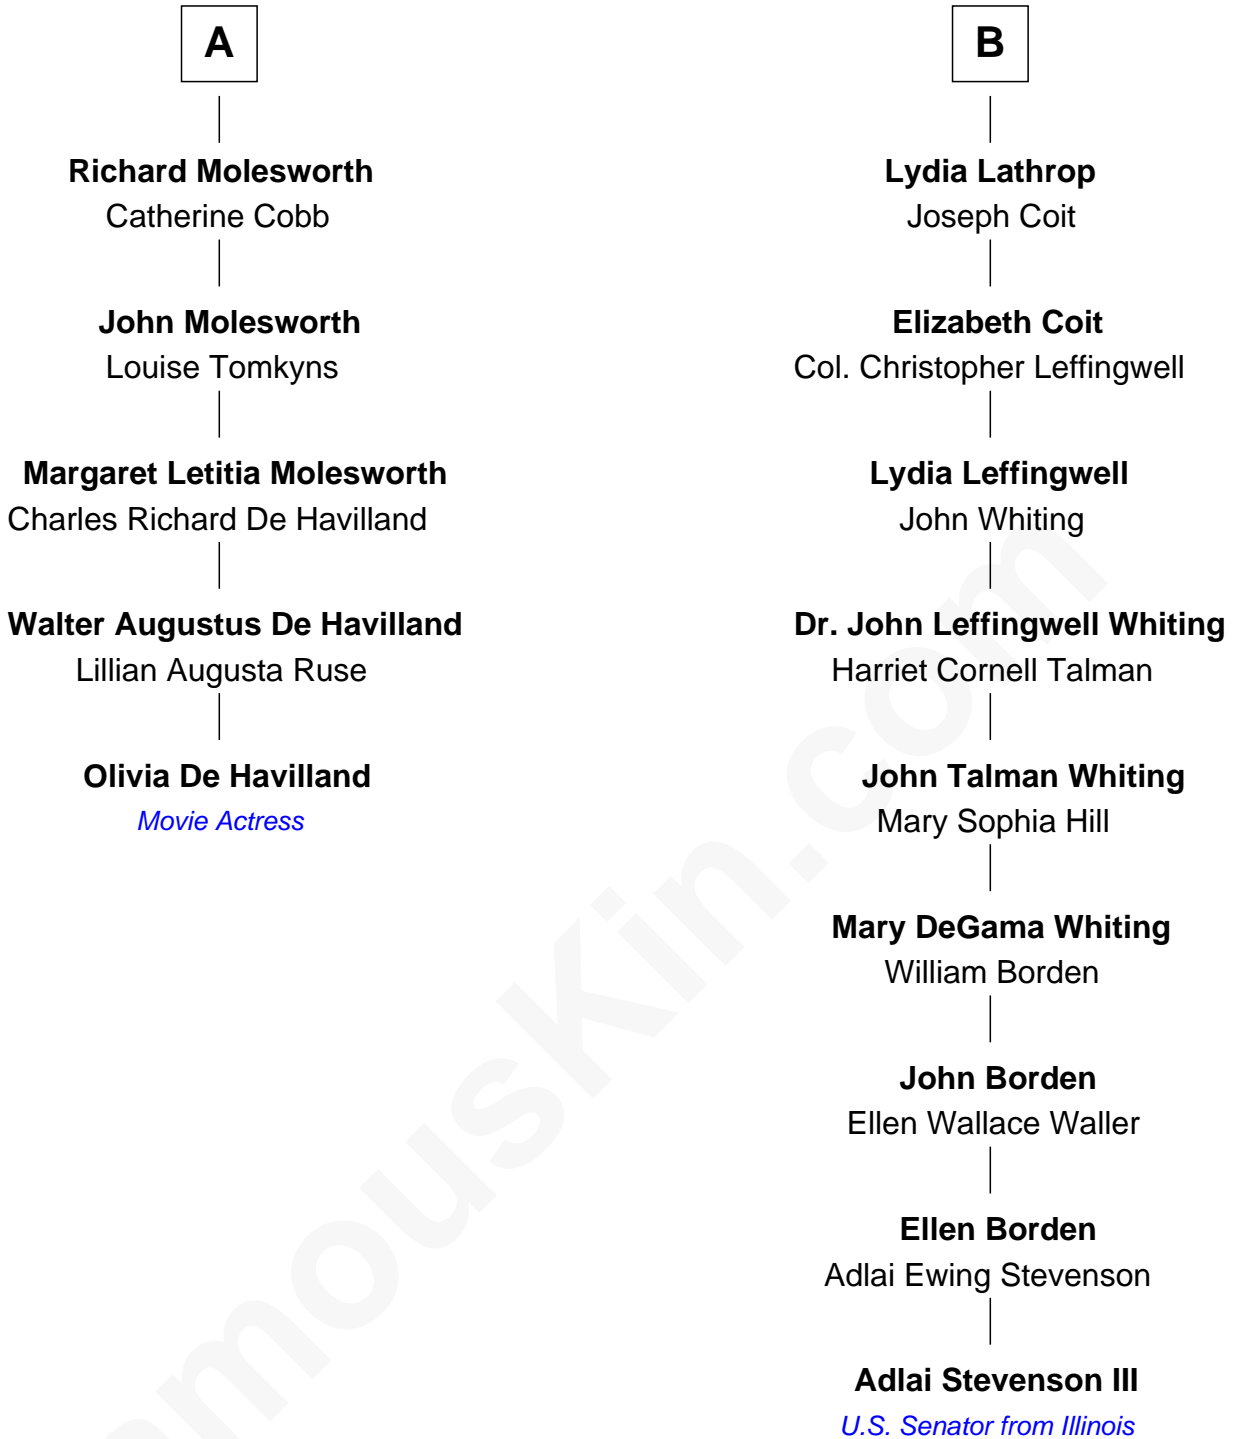 A
Richard Molesworth
Catherine Cobb
John Molesworth
Louise Tomkyns
Margaret Letitia Molesworth
Charles Richard De Havilland
Walter Augustus De Havilland
Lillian Augusta Ruse
Olivia De Havilland
Movie Actress
B
Lydia Lathrop
Joseph Coit
Elizabeth Coit
Col. Christopher Leffingwell
Lydia Leffingwell
John Whiting
Dr. John Leffingwell Whiting
Harriet Cornell Talman
John Talman Whiting
Mary Sophia Hill
Mary DeGama Whiting
William Borden
John Borden
Ellen Wallace Waller
Ellen Borden
Adlai Ewing Stevenson
Adlai Stevenson III
U.S. Senator from Illinois
amousKin.com